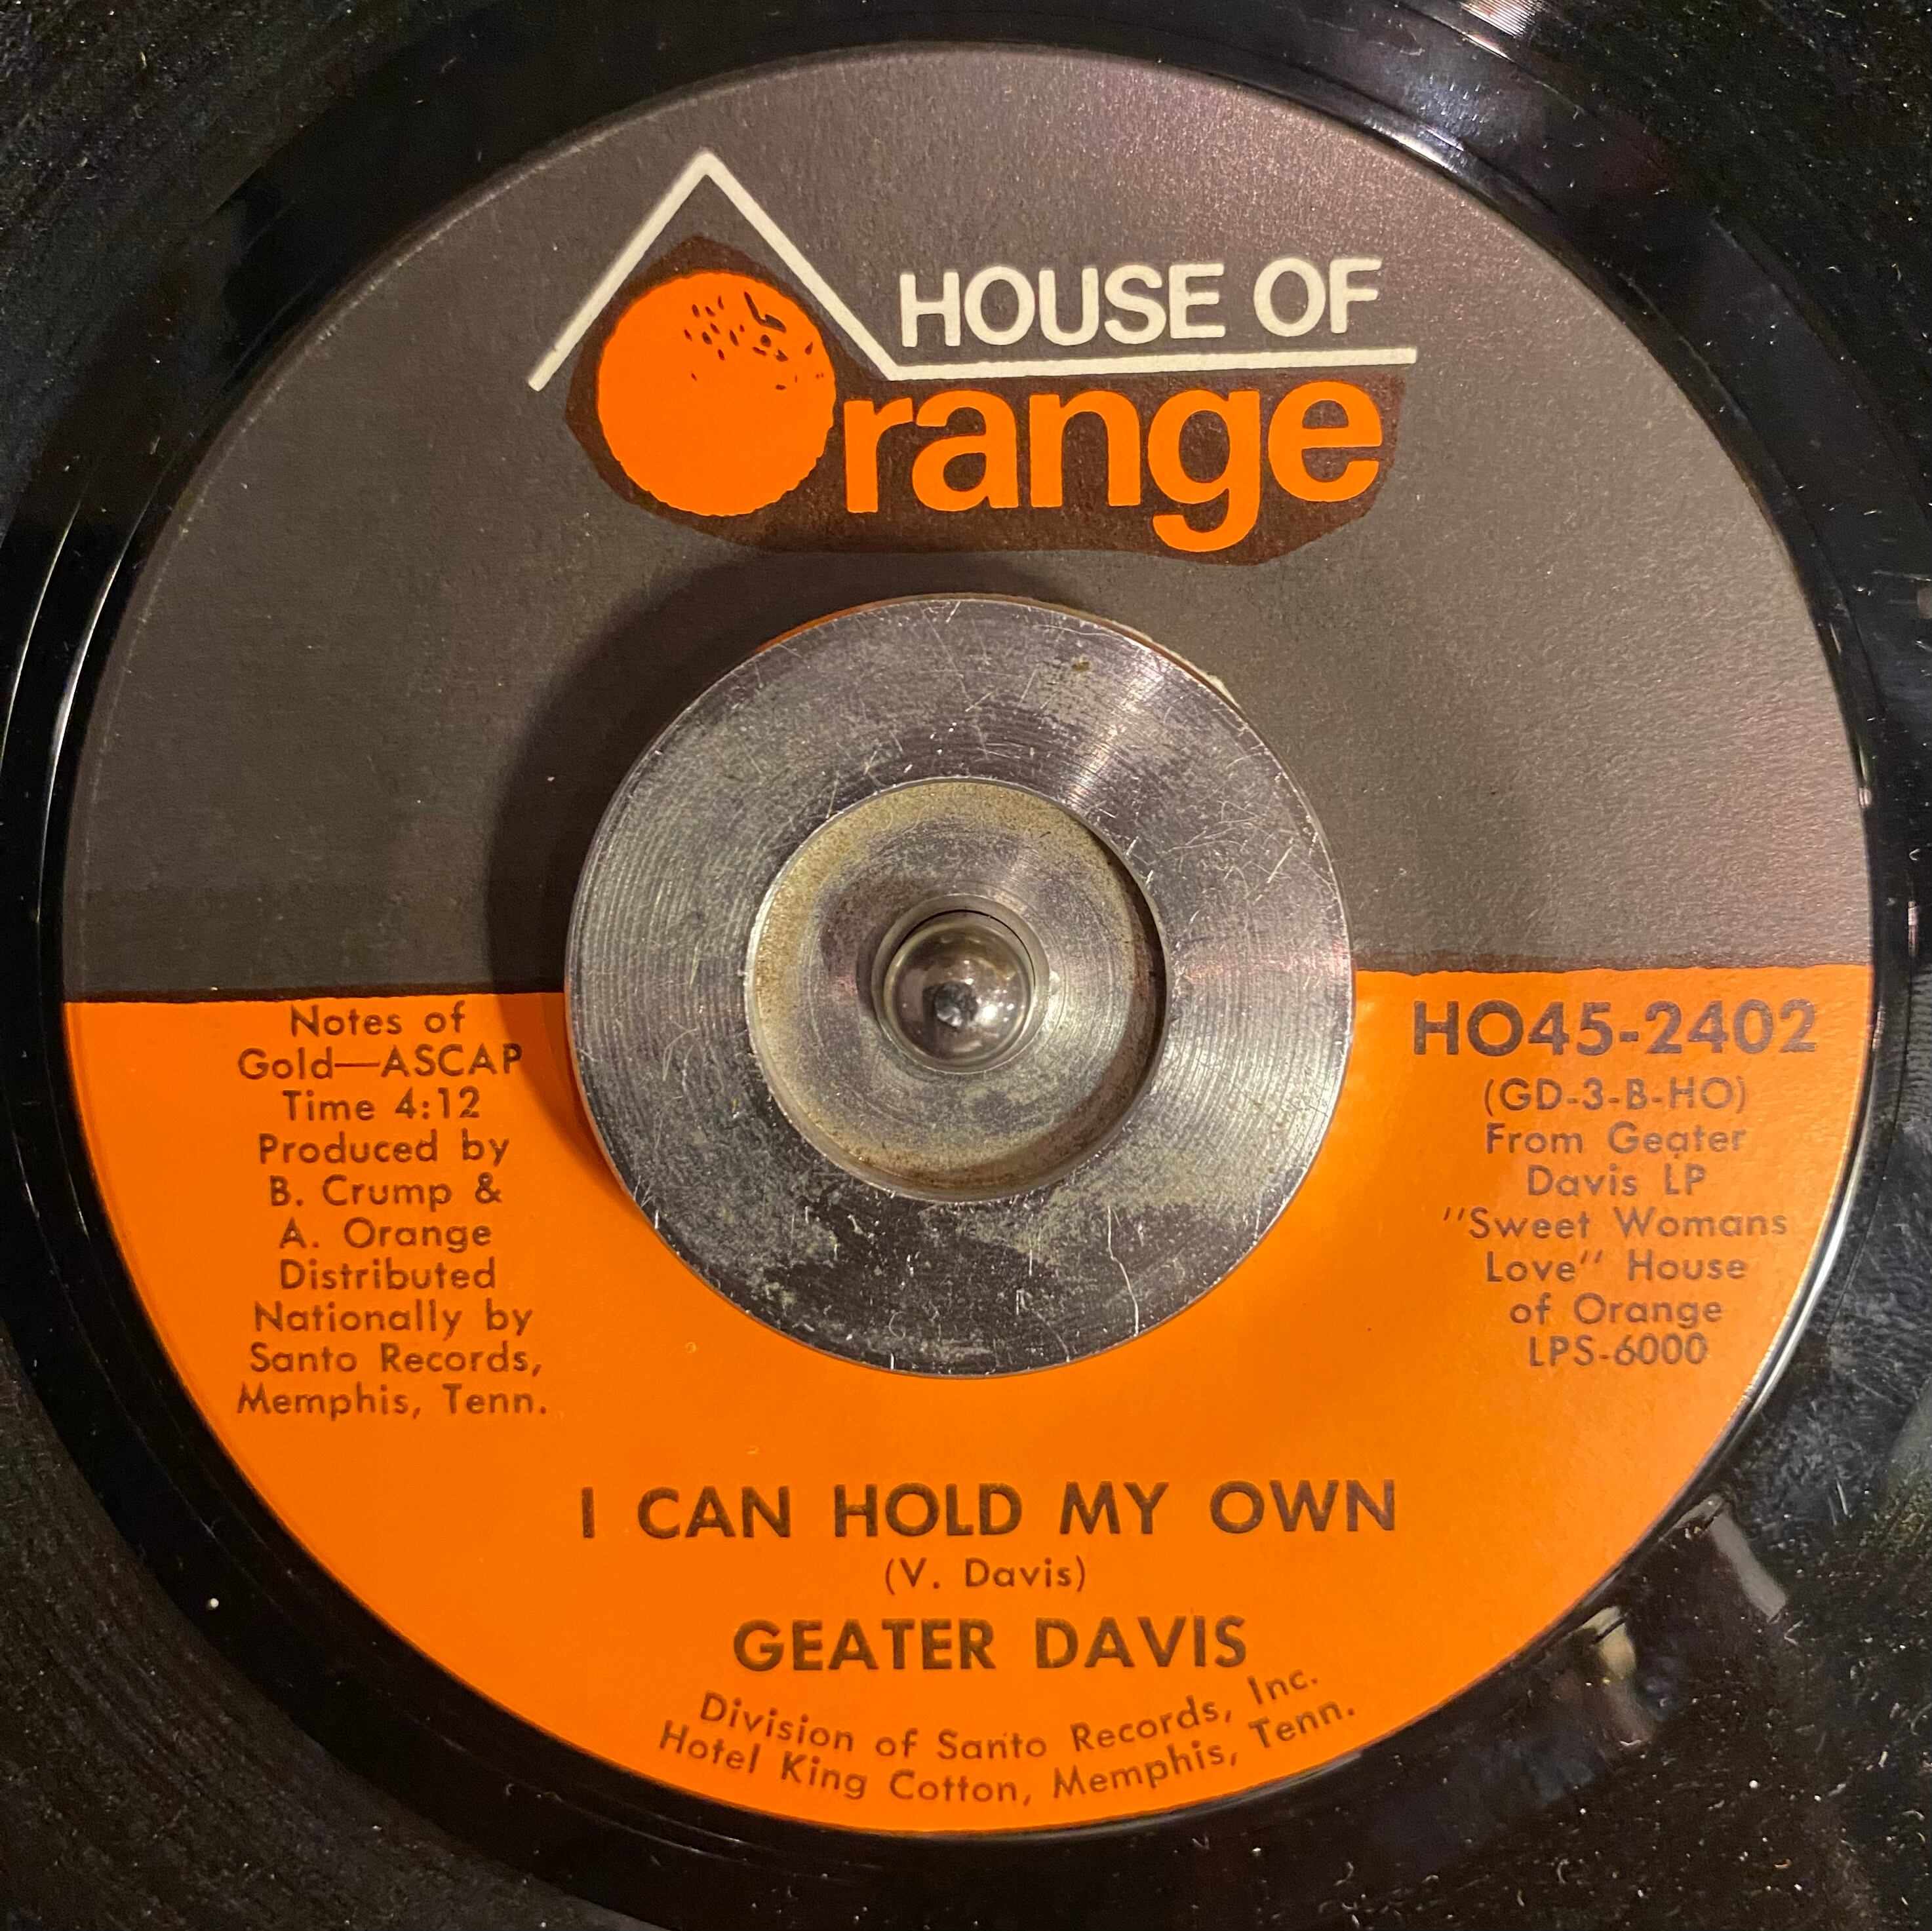 HOUSE OF
Orange
Notes of
Gold—ASCAP
Time 4:12
Produced by
B. Crump &
A. Orange
Distributed
Nationally by
Santo Records,
Memphis, Tenn.
HO45-2402
(GD-3-B-HO)
From Geater
Davis LP
"Sweet Womans
Love" House
of Orange
LPS-6000
I CAN HOLD MY OWN
(V. Davis)
GEATER DAVIS
Division of Santo Records, Inc.
Hotel King Cotton, Memphis, Tenn.